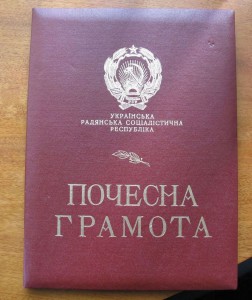 УКРАЇНСЬКА
РАДЯНСЬКА СОЦІАЛІСТИЧНА
РЕСПУБЛІКА
ПОЧЕСНА
ГРАМОТА